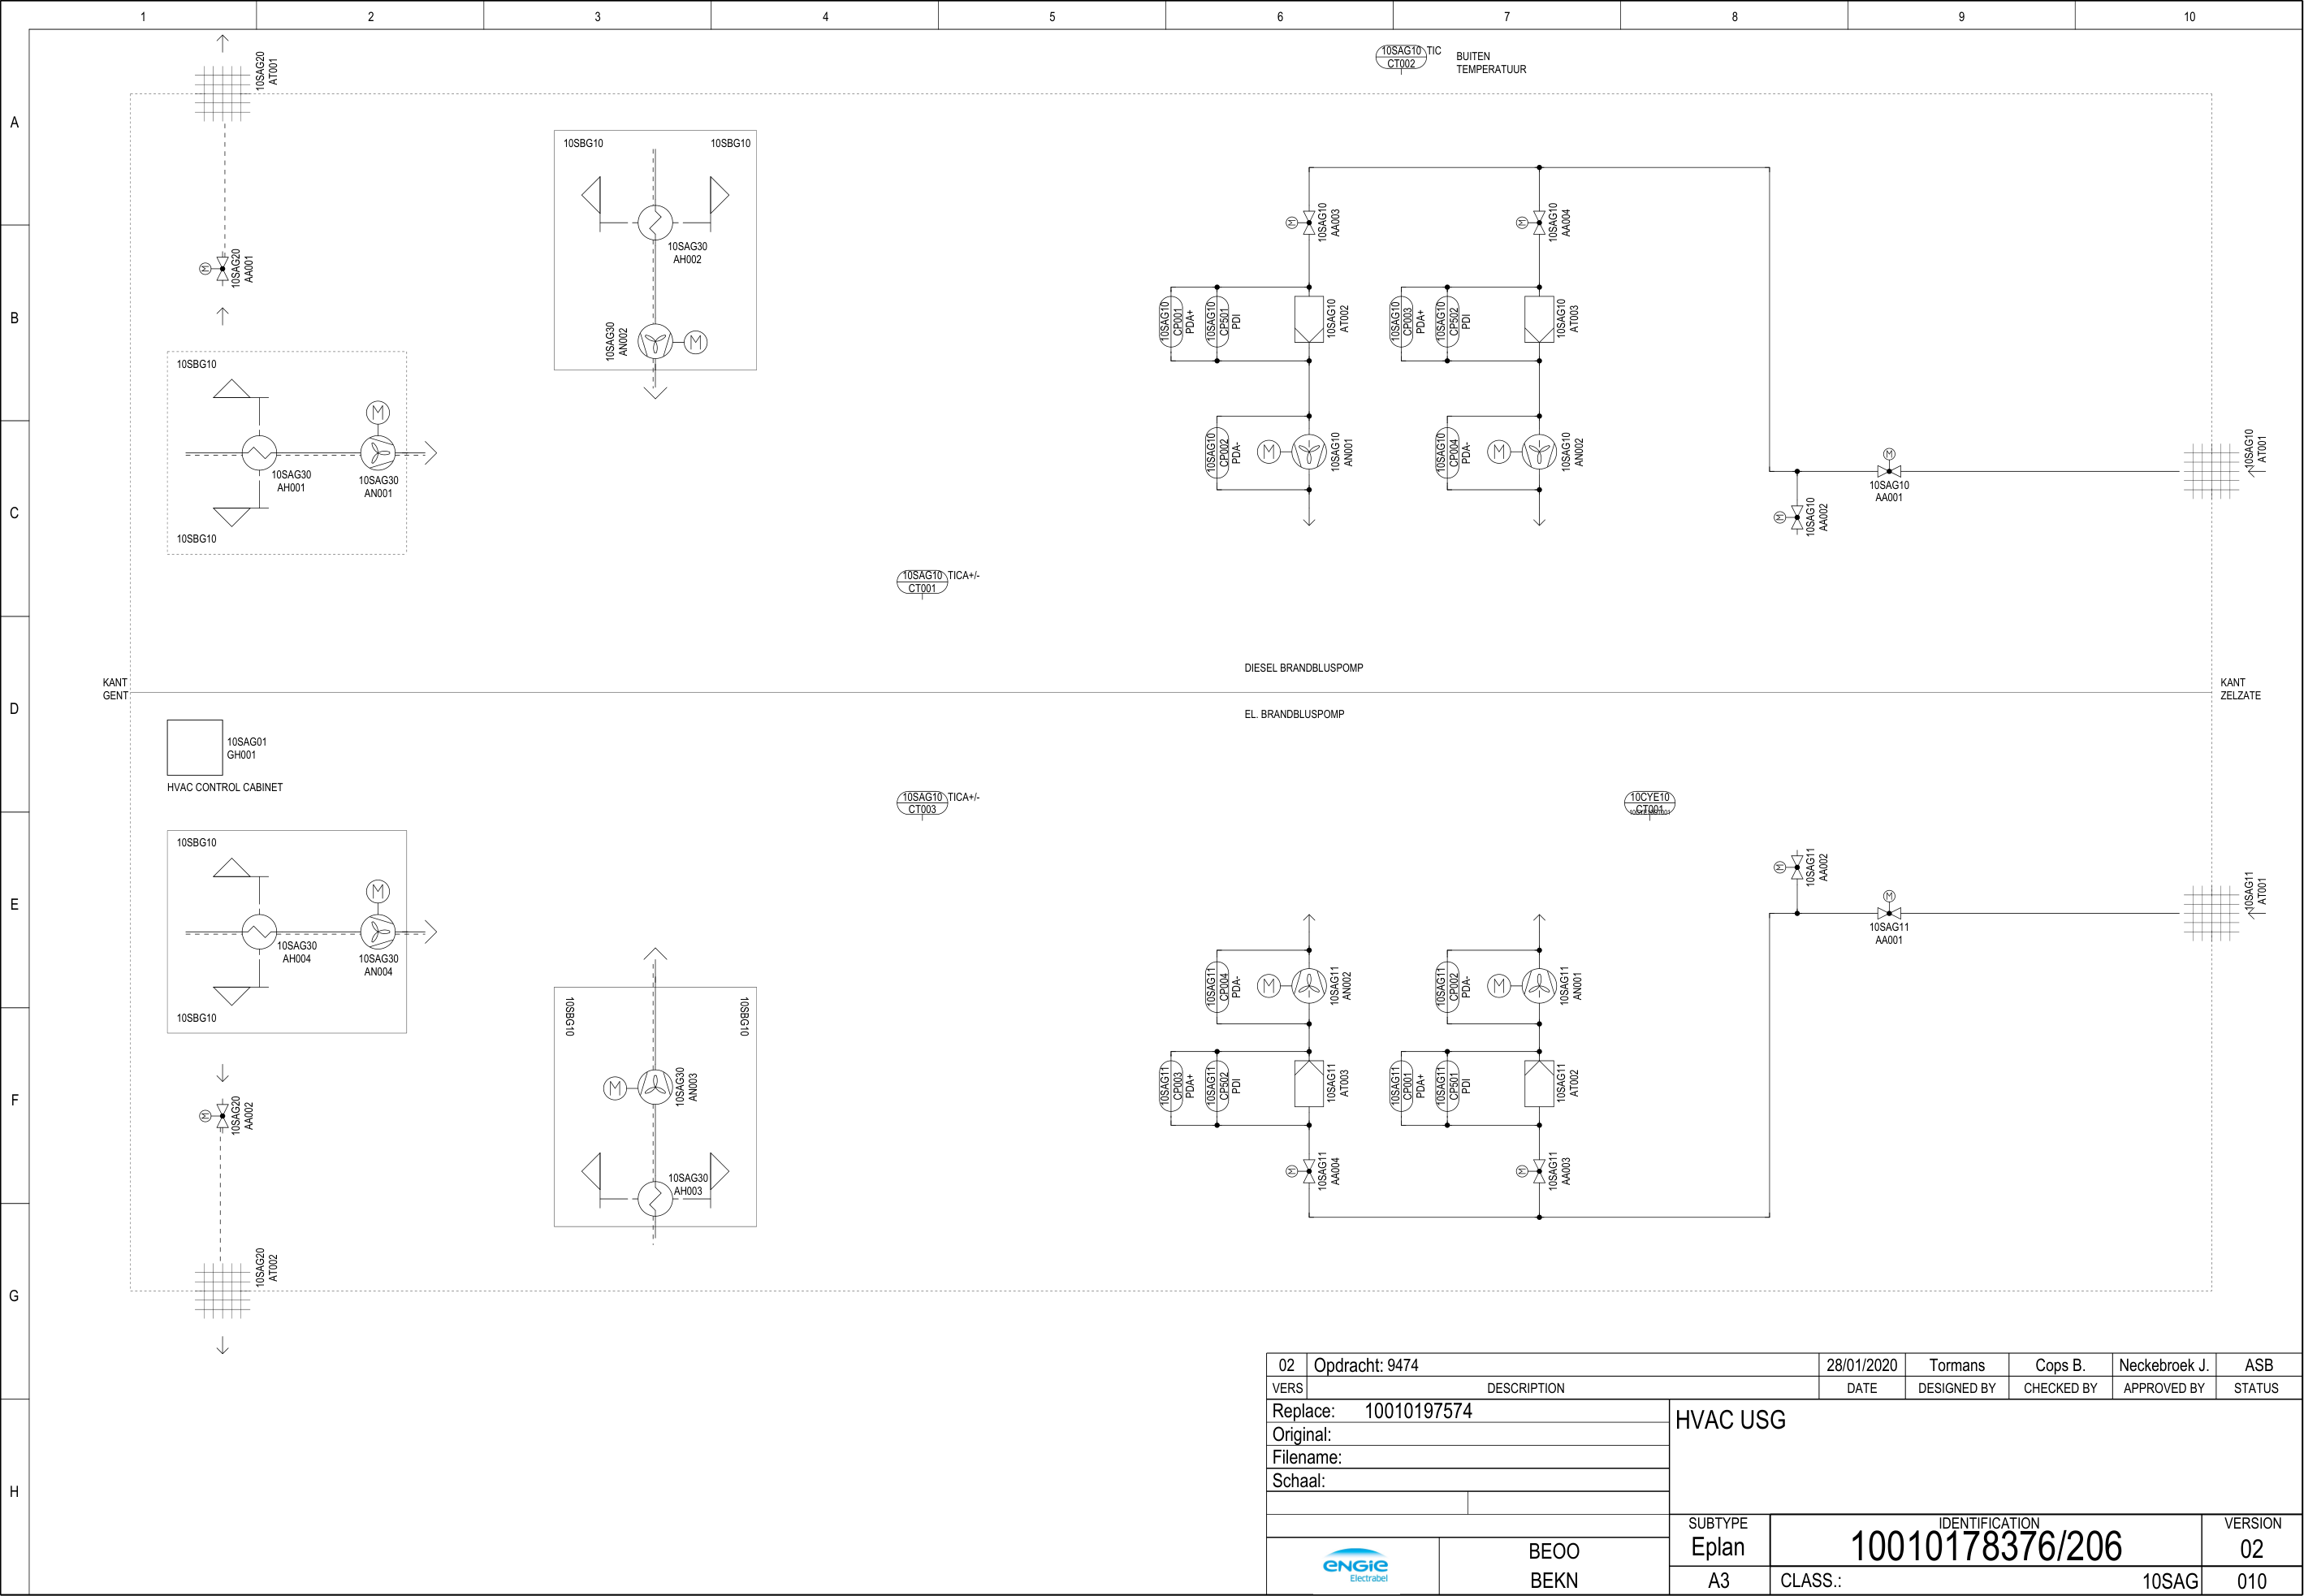 1 2 3 4 5 6 7 8 9 10
A
B
C
D
E
F
G
H
10SAG20
AT001
10SAG10 TIC
CT002
BUITEN
TEMPERATUUR
10SBG10 10SBG10
10SAG30
AH002
10SAG30
AN002
10SAG20
AA001
10SAG10
AA003
10SAG10
AA004
10SAG10
CP001
PDA+
10SAG10
CP501
PDI
10SAG10
AT002
10SAG10
CP003
PDA+
10SAG10
CP502
PDI
10SAG10
AT003
10SBG10
M
10SAG30
AH001
10SAG30
AN001
10SBG10
10SAG10
CP002
PDA-
M
10SAG10
AN001
10SAG10
CP004
PDA-
M
10SAG10
AN002
M
10SAG10
AA001
10SAG10
AA002
10SAG10
AT001
10SAG10 TICA+/-
CT001
DIESEL BRANDBLUSPOMP
KANT
GENT
KANT
ZELZATE
EL. BRANDBLUSPOMP
10SAG01
GH001
HVAC CONTROL CABINET
10SAG10 TICA+/-
CT003
10CYE10
CT001
10SBG10
M
10SAG30
AH004
10SAG30
AN004
10SBG10
10SAG11
AA002
M
10SAG11
AA001
10SAG11
AT001
10SAG11
CP004
PDA-
M
10SAG11
AN002
10SAG11
CP002
PDA-
M
10SAG11
AN001
10SBG10
10SBG10
M
10SAG30
AN003
10SAG30
AH003
10SAG20
AA002
10SAG11
CP003
PDA+
10SAG11
CP502
PDI
10SAG11
AT003
10SAG11
CP001
PDA+
10SAG11
CP501
PDI
10SAG11
AT002
10SAG11
AA004
10SAG11
AA003
10SAG20
AT002
02 Opdracht: 9474 28/01/2020 Tormans Cops B. Neckebroek J. ASB
VERS DESCRIPTION DATE DESIGNED BY CHECKED BY APPROVED BY STATUS
Replace: 10010197574
Original:
Filename:
Schaal:
HVAC USG
SUBTYPE IDENTIFICATION VERSION
Eplan 10010178376/206 02
ENGIE
Electrabel
BEOO
BEKN
A3 CLASS.: 10SAG 010